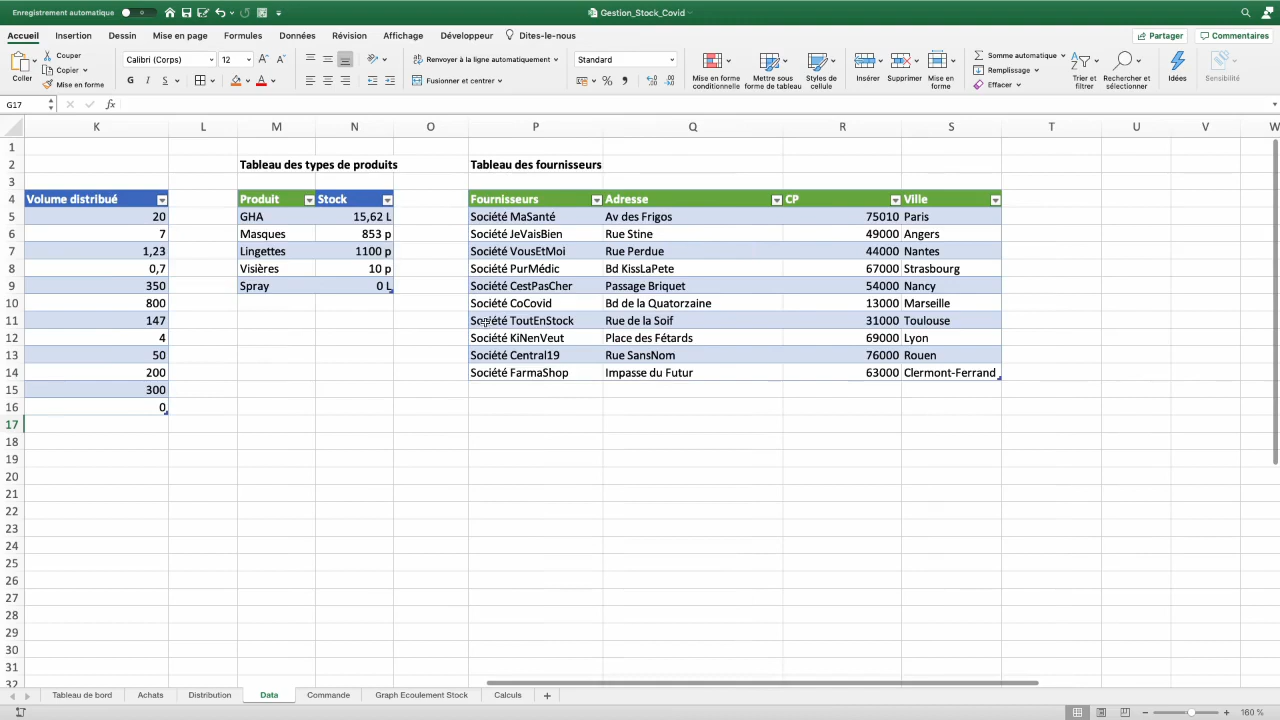 Enregistrement automatique
Gestion_Stock_Covid
Accueil Insertion Dessin Mise en page Formules Données Révision Affichage Développeur Dites-le-nous Partager Commentaires
Coller
Couper
Copier
Mise en forme
Calibri (Corps) 12
G I S
Renvoyer à la ligne automatiquement
Fusionner et centrer
Standard
Mise en forme conditionnelle
Mettre sous forme de tableau
Styles de cellule
Insérer
Supprimer
Mise en forme
Somme automatique
Remplissage
Effacer
Trier et filtrer
Rechercher et sélectionner
Idées
Sensibilité
G17 fx
K L M N O P Q R S T U V W
1
2 Tableau des types de produits Tableau des fournisseurs
3
4 Volume distribué Produit Stock Fournisseurs Adresse CP Ville
5 20 GHA 15,62 L Société MaSanté Av des Frigos 75010 Paris
6 7 Masques 853 p Société JeVaisBien Rue Stine 49000 Angers
7 1,23 Lingettes 1100 p Société VousEtMoi Rue Perdue 44000 Nantes
8 0,7 Visières 10 p Société PurMédic Bd KissLaPete 67000 Strasbourg
9 350 Spray 0 L Société CestPasCher Passage Briquet 54000 Nancy
10 800 Société CoCovid Bd de la Quatorzaine 13000 Marseille
11 147 Société ToutEnStock Rue de la Soif 31000 Toulouse
12 4 Société KiNenVeut Place des Fétards 69000 Lyon
13 50 Société Central19 Rue SansNom 76000 Rouen
14 200 Société FarmaShop Impasse du Futur 63000 Clermont-Ferrand
15 300
16 0
17
18
19
20
21
22
23
24
25
26
27
28
29
30
31
32
Tableau de bord Achats Distribution Data Commande Graph Ecoulement Stock Calculs
160 %